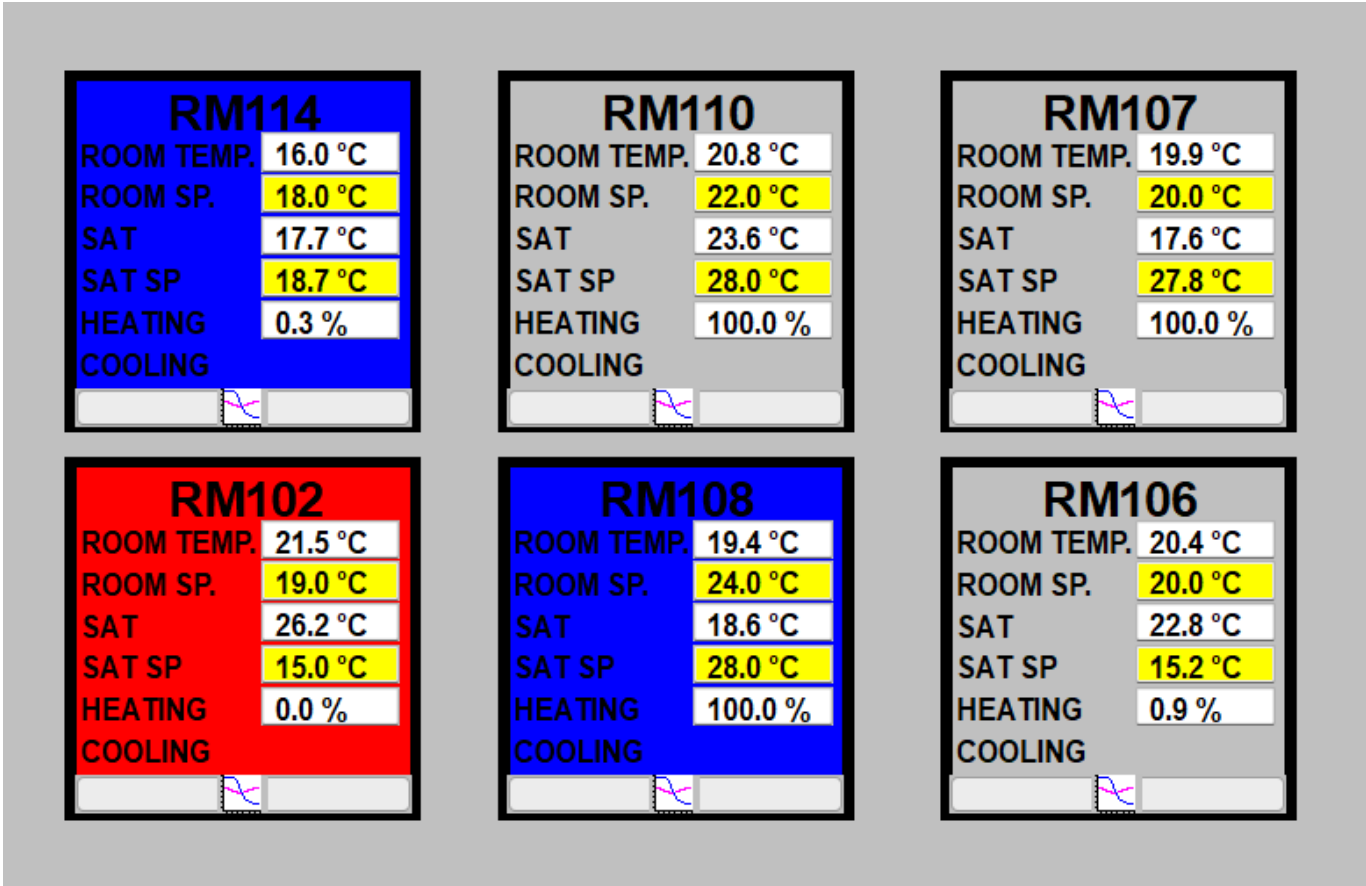 RM114
ROOM TEMP. 16.0 °C
ROOM SP. 18.0 °C
SAT 17.7 °C
SAT SP 18.7 °C
HEATING 0.3 %
COOLING
RM110
ROOM TEMP. 20.8 °C
ROOM SP. 22.0 °C
SAT 23.6 °C
SAT SP 28.0 °C
HEATING 100.0 %
COOLING
RM107
ROOM TEMP. 19.9 °C
ROOM SP. 20.0 °C
SAT 17.6 °C
SAT SP 27.8 °C
HEATING 100.0 %
COOLING
RM102
ROOM TEMP. 21.5 °C
ROOM SP. 19.0 °C
SAT 26.2 °C
SAT SP 15.0 °C
HEATING 0.0 %
COOLING
RM108
ROOM TEMP. 19.4 °C
ROOM SP. 24.0 °C
SAT 18.6 °C
SAT SP 28.0 °C
HEATING 100.0 %
COOLING
RM106
ROOM TEMP. 20.4 °C
ROOM SP. 20.0 °C
SAT 22.8 °C
SAT SP 15.2 °C
HEATING 0.9 %
COOLING